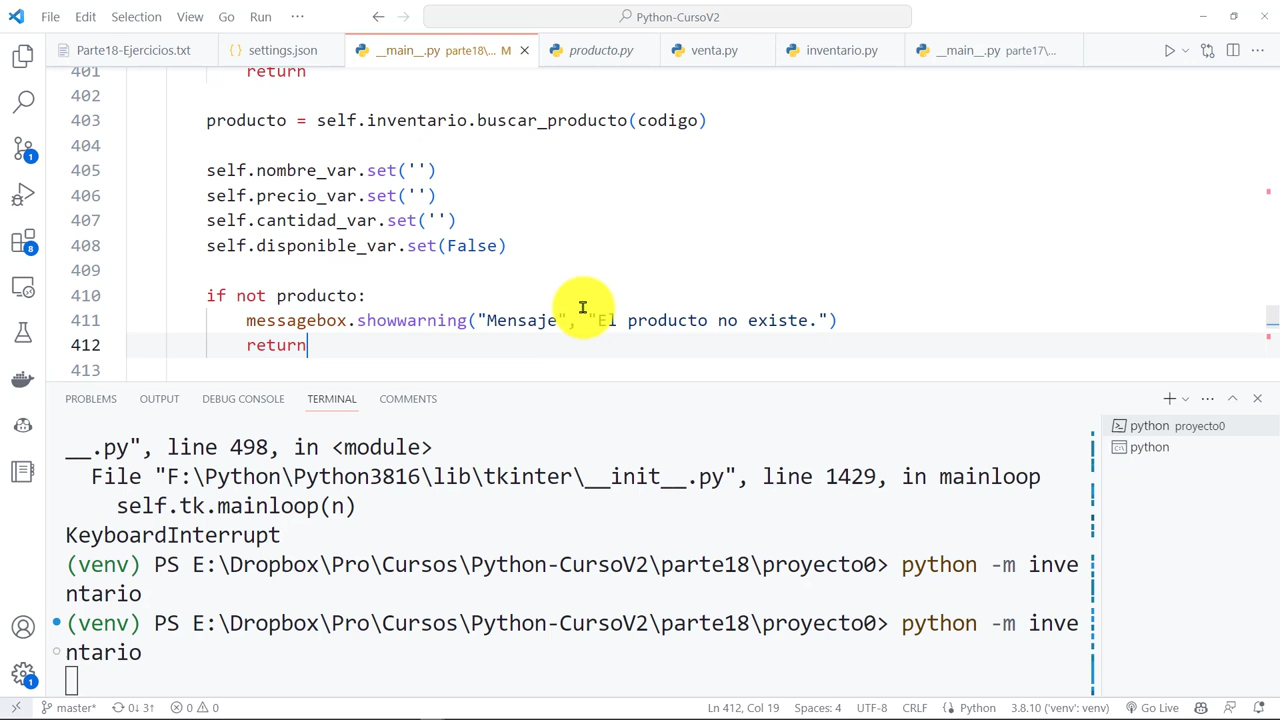 File Edit Selection View Go Run ··· Python-CursoV2
Parte18-Ejercicios.txt settings.json __main__.py parte18\... M producto.py venta.py inventario.py __main__.py parte17\...
401 return
402
403 producto = self.inventario.buscar_producto(codigo)
404
405 self.nombre_var.set('')
406 self.precio_var.set('')
407 self.cantidad_var.set('')
408 self.disponible_var.set(False)
409
410 if not producto:
411 messagebox.showwarning("Mensaje", "El producto no existe.")
412 return
413
PROBLEMS OUTPUT DEBUG CONSOLE TERMINAL COMMENTS
__.py", line 498, in <module>
File "F:\Python\Python3816\lib\tkinter\__init__.py", line 1429, in mainloop
self.tk.mainloop(n)
KeyboardInterrupt
(venv) PS E:\Dropbox\Pro\Cursos\Python-CursoV2\parte18\proyecto0> python -m inve
ntario
(venv) PS E:\Dropbox\Pro\Cursos\Python-CursoV2\parte18\proyecto0> python -m inve
ntario
python proyecto0
python
1
8
1
master* 0↓ 3↑ 0 0 Ln 412, Col 19 Spaces: 4 UTF-8 CRLF Python 3.8.10 ('venv': venv) Go Live